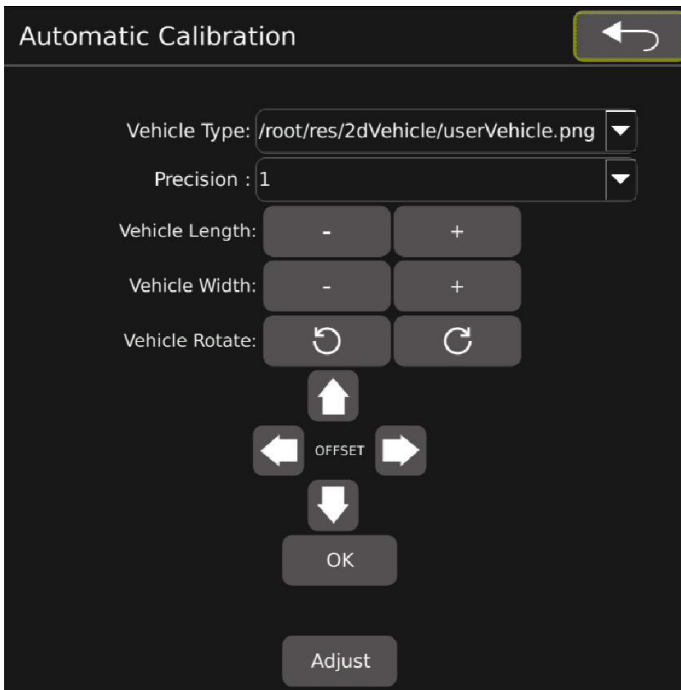 Automatic Calibration
Vehicle Type: /root/res/2dVehicle/userVehicle.png
Precision : 1
Vehicle Length: - +
Vehicle Width: - +
Vehicle Rotate:
OFFSET
OK
Adjust